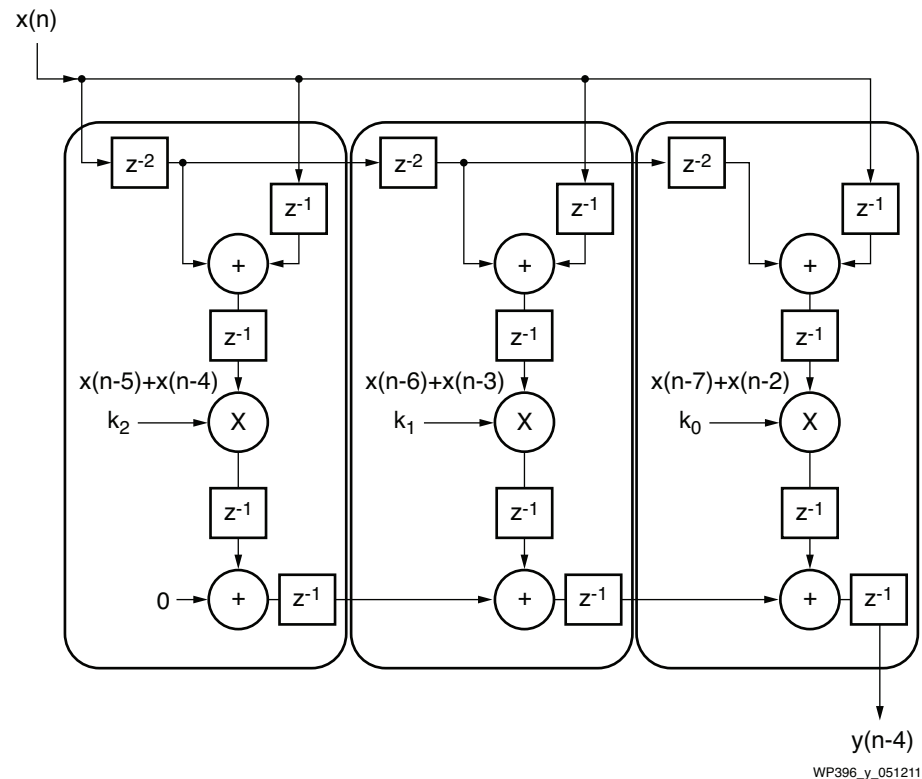 x(n)
z-2
z-2
z-2
z-1
z-1
z-1
+
+
+
z-1
z-1
z-1
x(n-5)+x(n-4)
x(n-6)+x(n-3)
x(n-7)+x(n-2)
k2
X
k1
X
k0
X
z-1
z-1
z-1
0
+
z-1
+
z-1
+
z-1
y(n-4)
WP396_y_051211